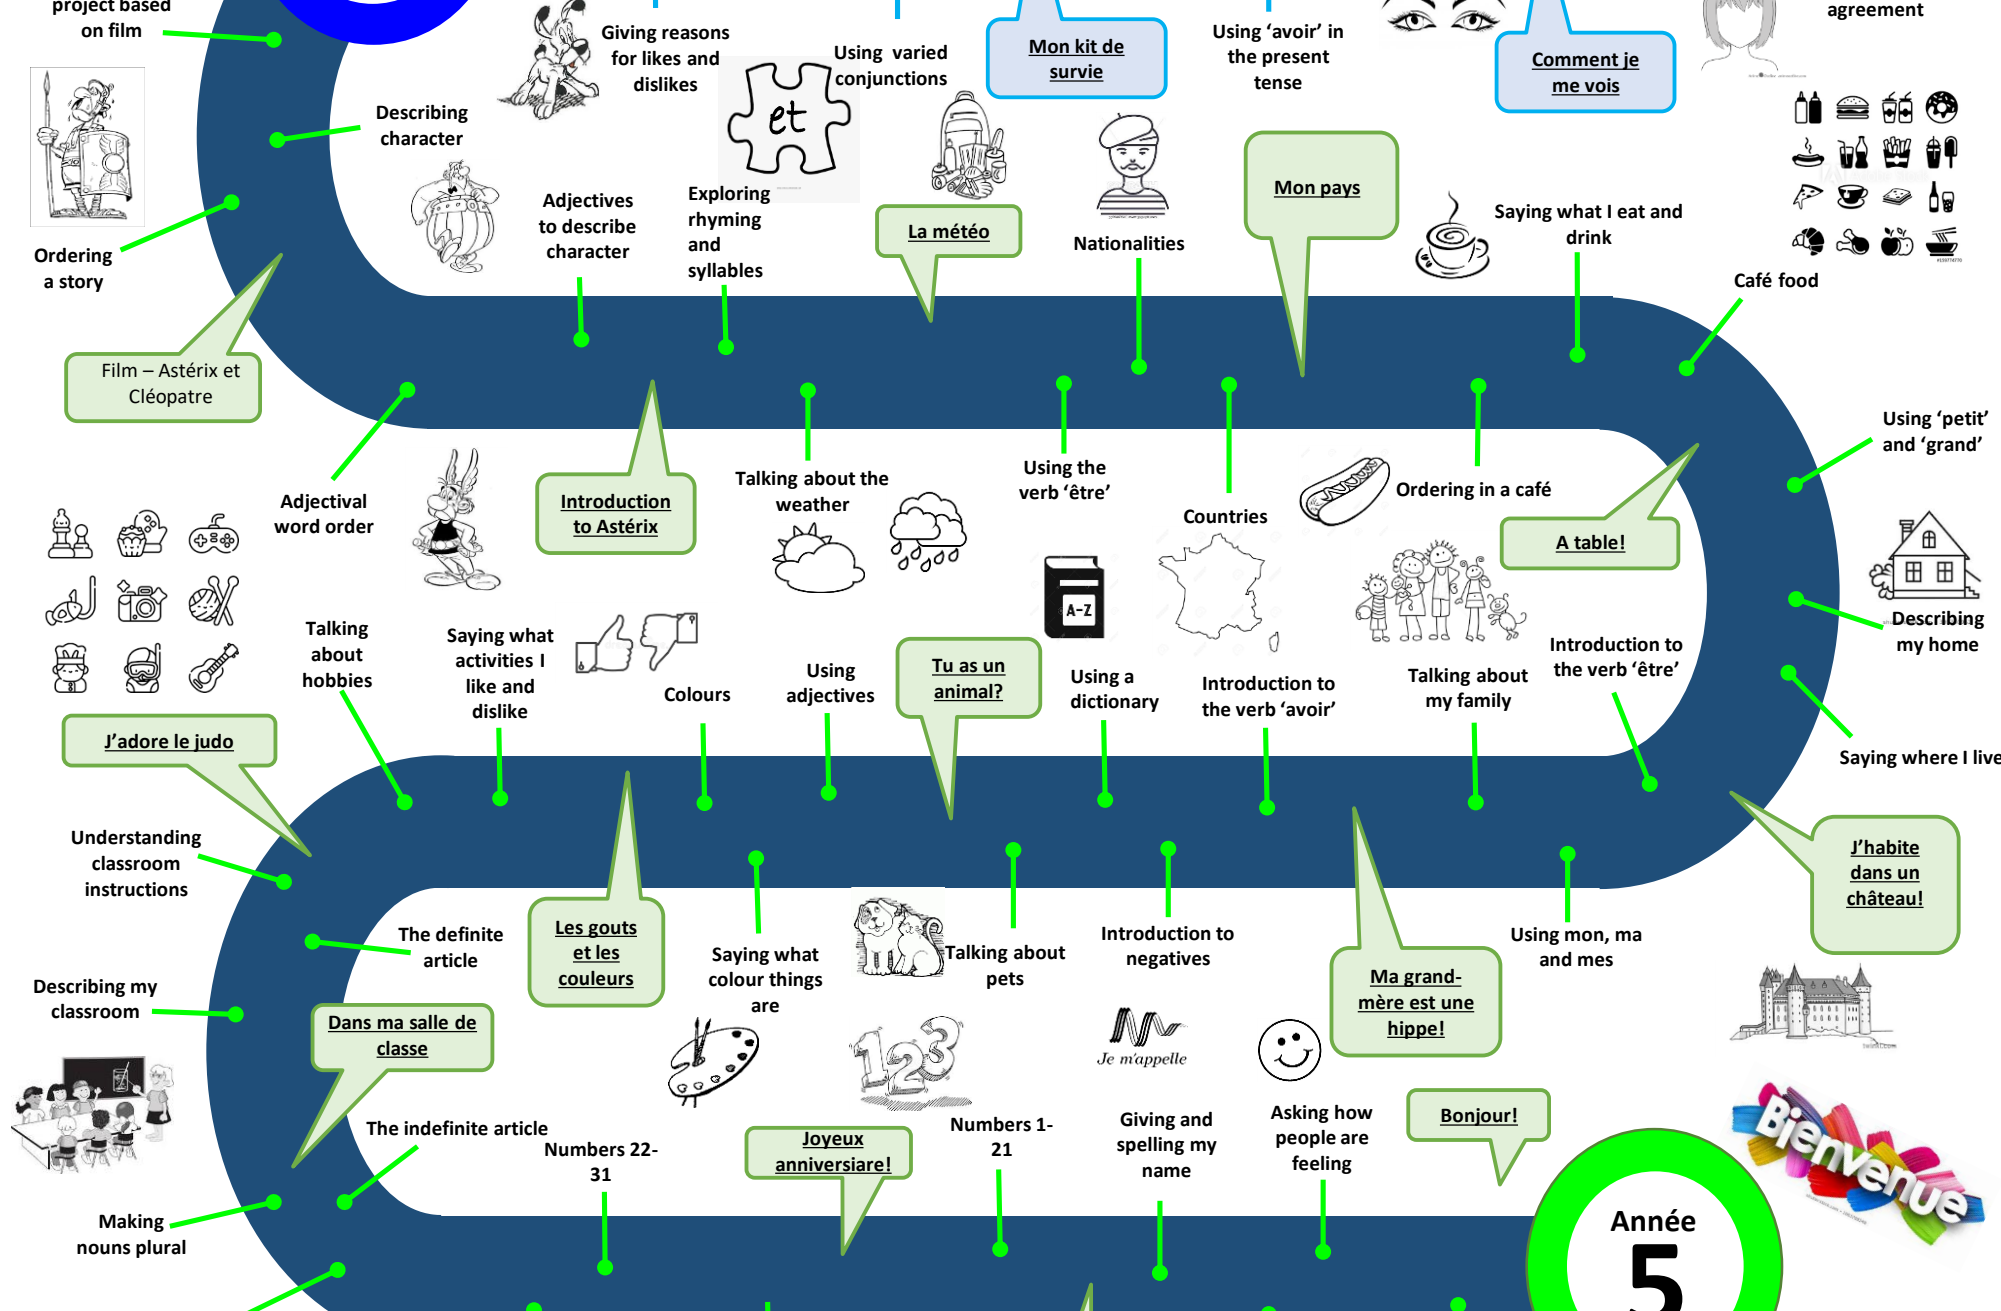 project based
on film
Giving reasons
for likes and
dislikes
Using varied
conjunctions
Mon kit de
survie
Using ‘avoir’ in
the present
tense
Comment je
me vois
agreement
Describing
character
et
Adjectives
to describe
character
Exploring
rhyming
and
syllables
La météo
Nationalities
Mon pays
Saying what I eat and
drink
Café food
Ordering
a story
Film – Astérix et
Cléopatre
Using ‘petit’
and ‘grand’
Adjectival
word order
Introduction
to Astérix
Talking about the
weather
Using the
verb ‘être’
Countries
Ordering in a café
A table!
A-Z
Describing
my home
Talking
about
hobbies
Saying what
activities I
like and
dislike
Colours
Using
adjectives
Tu as un
animal?
Using a
dictionary
Introduction to
the verb ‘avoir’
Talking about
my family
Introduction to
the verb ‘être’
Saying where I live
J’adore le judo
Understanding
classroom
instructions
J’habite
dans un
château!
The definite
article
Les gouts
et les
couleurs
Saying what
colour things
are
Talking about
pets
Introduction to
negatives
Using mon, ma
and mes
Ma grand-
mère est une
hippe!
Describing my
classroom
Dans ma salle de
classe
123
Je m'appelle
The indefinite article
Numbers 22-
31
Joyeux
anniversiare!
Numbers 1-
21
Giving and
spelling my
name
Asking how
people are
feeling
Bonjour!
Bienvenue
Making
nouns plural
Année
5